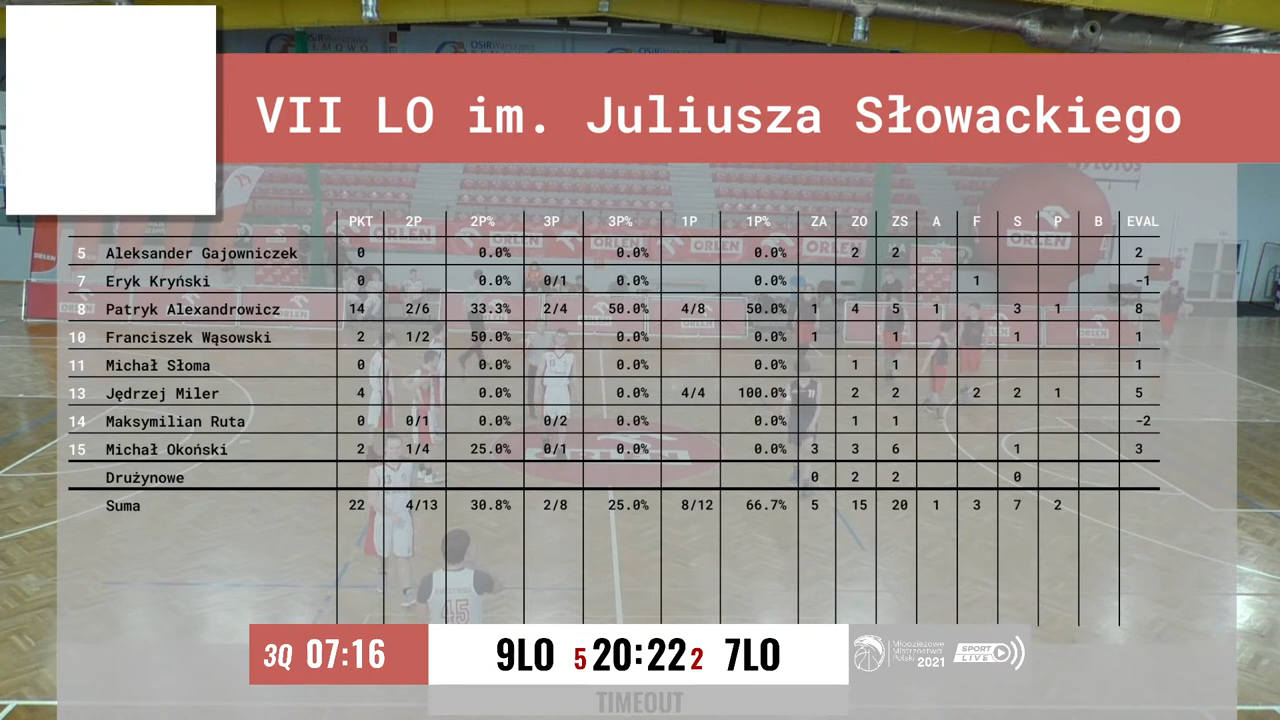 VII LO im. Juliusza Słowackiego
PKT 2P 2P% 3P 3P% 1P 1P% ZA ZO ZS A F S P B EVAL
5 Aleksander Gajowniczek 0 0.0% 0.0% 0.0% 2 2 2
7 Eryk Kryński 0 0.0% 0/1 0.0% 0.0% 1 -1
8 Patryk Alexandrowicz 14 2/6 33.3% 2/4 50.0% 4/8 50.0% 1 4 5 1 3 1 8
10 Franciszek Wąsowski 2 1/2 50.0% 0.0% 0.0% 1 1 1 1
11 Michał Słoma 0 0.0% 0.0% 0.0% 1 1 1
13 Jędrzej Miler 4 0.0% 0.0% 4/4 100.0% 2 2 2 2 1 5
14 Maksymilian Ruta 0 0/1 0.0% 0/2 0.0% 0.0% 1 1 -2
15 Michał Okoński 2 1/4 25.0% 0/1 0.0% 0.0% 3 3 6 1 3
Drużynowe 0 2 2 0
Suma 22 4/13 30.8% 2/8 25.0% 8/12 66.7% 5 15 20 1 3 7 2
3Q 07:16 9LO 5 20:22 2 7LO
Młodzieżowe
Mistrzostwa
Polski 2021
SPORT
LIVE
TIMEOUT
ORLEN
ORLEN
ORLEN
ORLEN
ORLEN
45